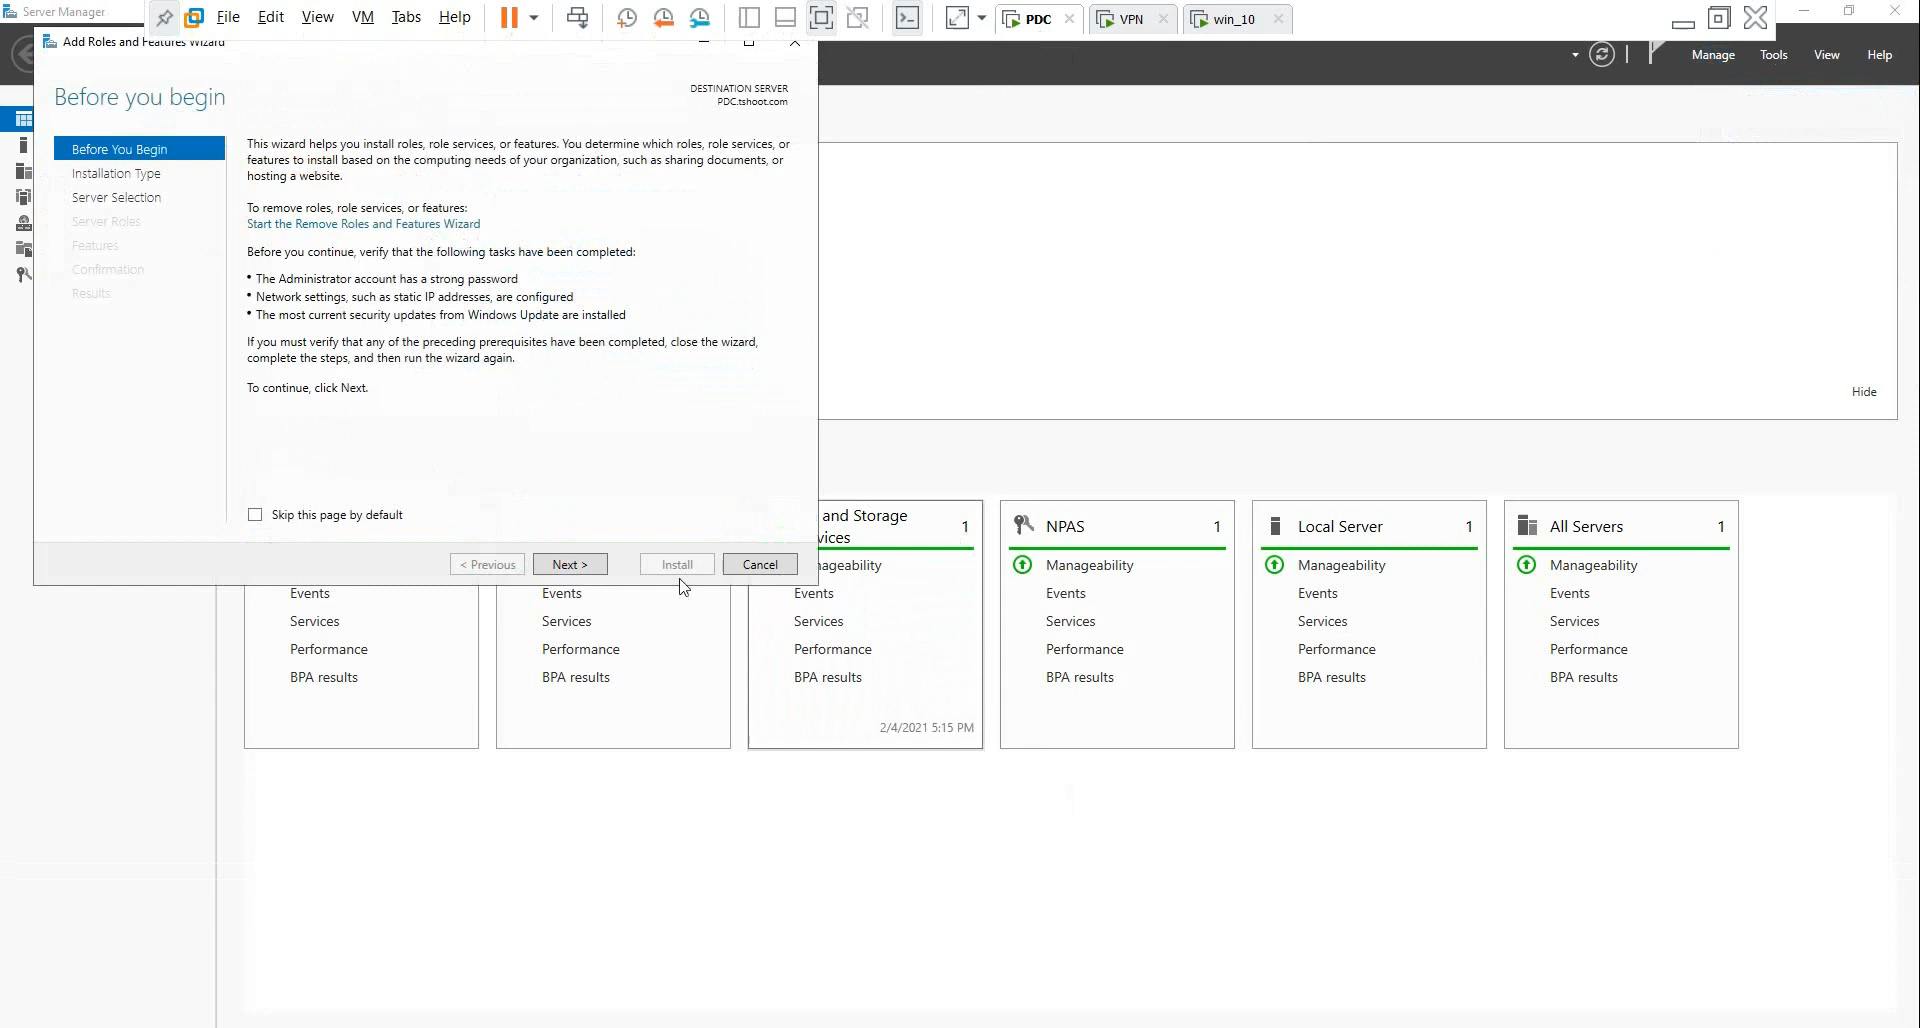 Server Manager
File Edit View VM Tabs Help
PDC
VPN
win_10
Add Roles and Features Wizard
Manage Tools View Help
Before you begin
DESTINATION SERVER
PDC.tshoot.com
Before You Begin
Installation Type
Server Selection
Server Roles
Features
Confirmation
Results
This wizard helps you install roles, role services, or features. You determine which roles, role services, or
features to install based on the computing needs of your organization, such as sharing documents, or
hosting a website.
To remove roles, role services, or features:
Start the Remove Roles and Features Wizard
Before you continue, verify that the following tasks have been completed:
• The Administrator account has a strong password
• Network settings, such as static IP addresses, are configured
• The most current security updates from Windows Update are installed
If you must verify that any of the preceding prerequisites have been completed, close the wizard,
complete the steps, and then run the wizard again.
To continue, click Next.
Skip this page by default
< Previous
Next >
Install
Cancel
Hide
Events
Services
Performance
BPA results
Events
Services
Performance
BPA results
and Storage 1
vices
nageability
Events
Services
Performance
BPA results
2/4/2021 5:15 PM
NPAS 1
Manageability
Events
Services
Performance
BPA results
Local Server 1
Manageability
Events
Services
Performance
BPA results
All Servers 1
Manageability
Events
Services
Performance
BPA results